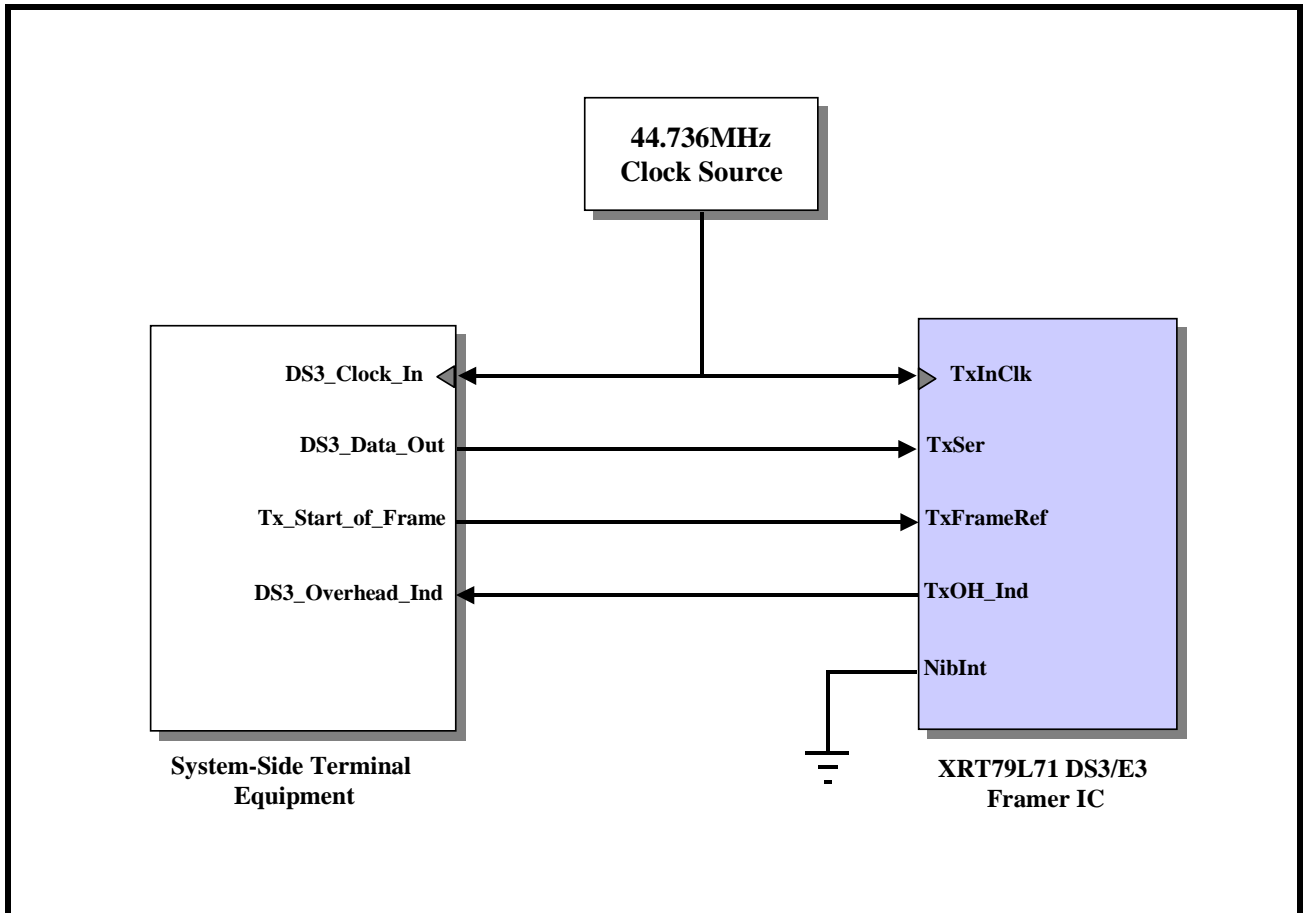 44.736MHz
Clock Source
DS3_Clock_In
TxInClk
DS3_Data_Out
TxSer
Tx_Start_of_Frame
TxFrameRef
DS3_Overhead_Ind
TxOH_Ind
NibInt
System-Side Terminal
Equipment
XRT79L71 DS3/E3
Framer IC